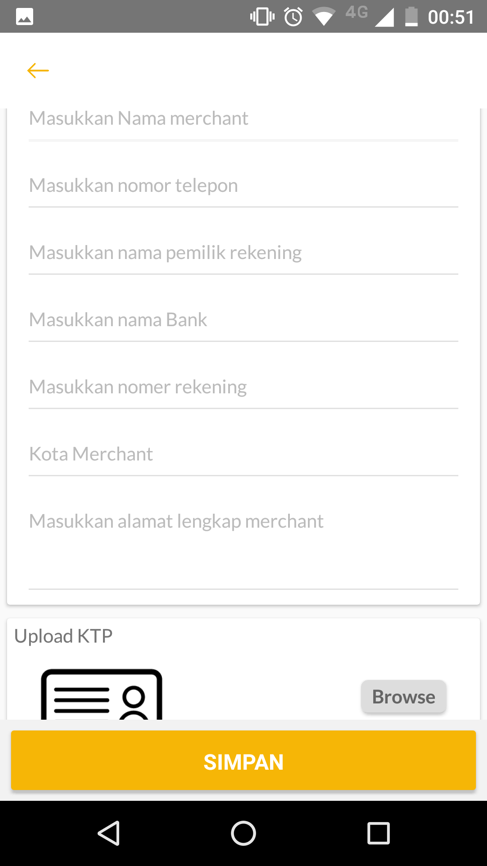 4G 00:51
Masukkan Nama merchant
Masukkan nomor telepon
Masukkan nama pemilik rekening
Masukkan nama Bank
Masukkan nomer rekening
Kota Merchant
Masukkan alamat lengkap merchant
Upload KTP
Browse
SIMPAN